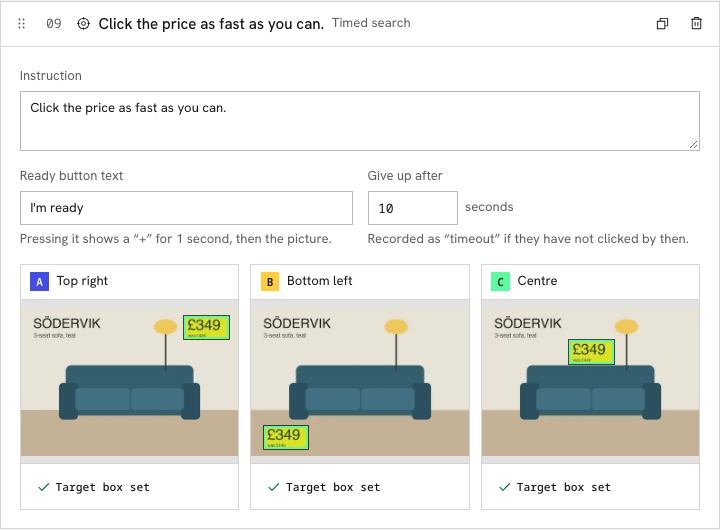 09 Click the price as fast as you can. Timed search
Instruction
Click the price as fast as you can.
Ready button text
Give up after
I'm ready
10 seconds
Pressing it shows a “+” for 1 second, then the picture.
Recorded as “timeout” if they have not clicked by then.
A Top right
B Bottom left
C Centre
SÖDERVIK
3-seat sofa, teal
£349
SÖDERVIK
3-seat sofa, teal
£349
SÖDERVIK
3-seat sofa, teal
£349
Target box set
Target box set
Target box set